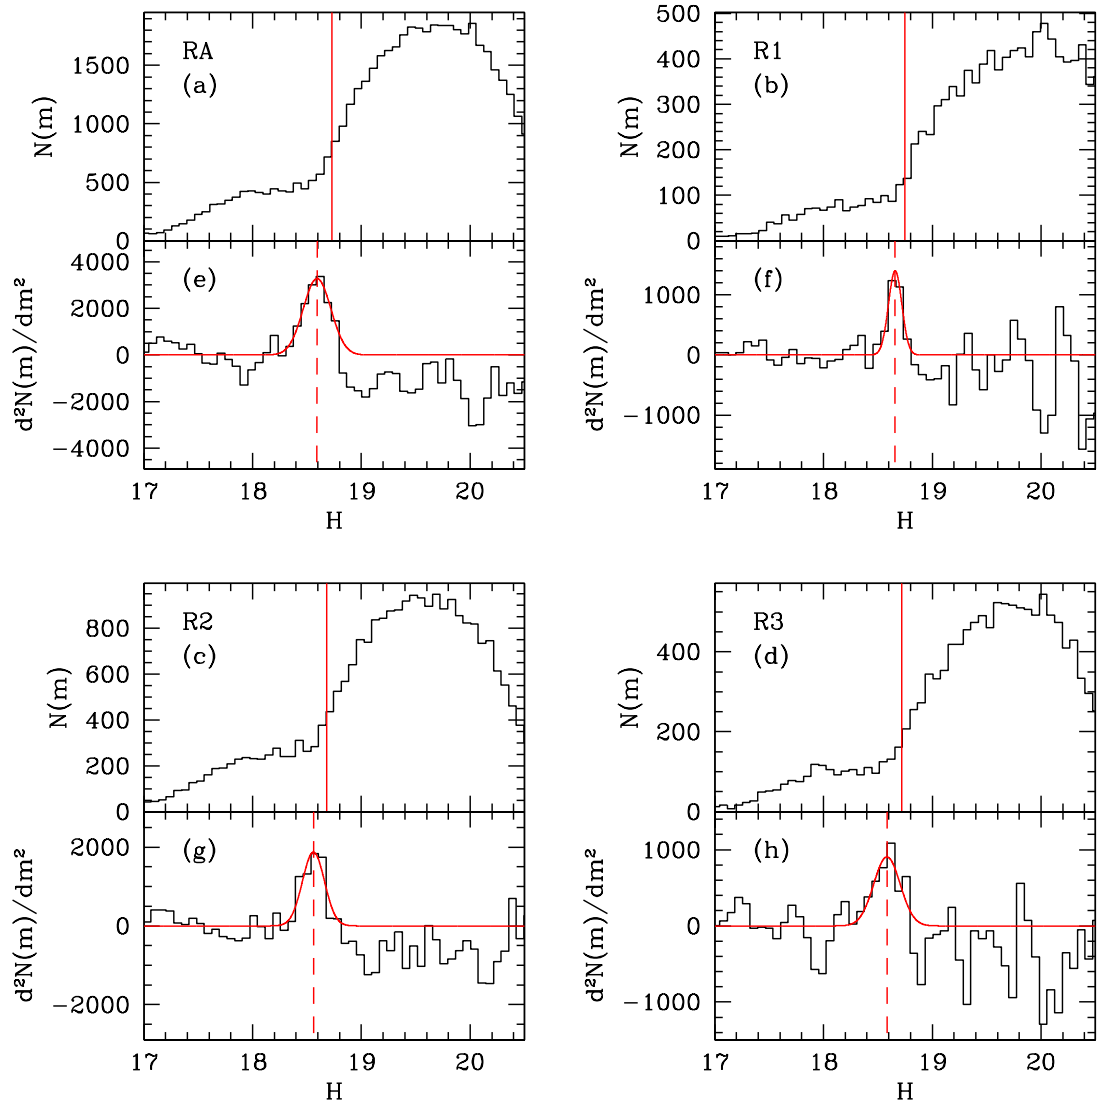 RA
(a)
N(m)
1500
1000
500
0
(e)
d²N(m)/dm²
4000
2000
0
−2000
−4000
17 18 19 20
H
R1
(b)
N(m)
500
400
300
200
100
0
(f)
d²N(m)/dm²
1000
0
−1000
17 18 19 20
H
R2
(c)
N(m)
800
600
400
200
0
(g)
d²N(m)/dm²
2000
0
−2000
17 18 19 20
H
R3
(d)
N(m)
400
200
0
(h)
d²N(m)/dm²
1000
0
−1000
17 18 19 20
H